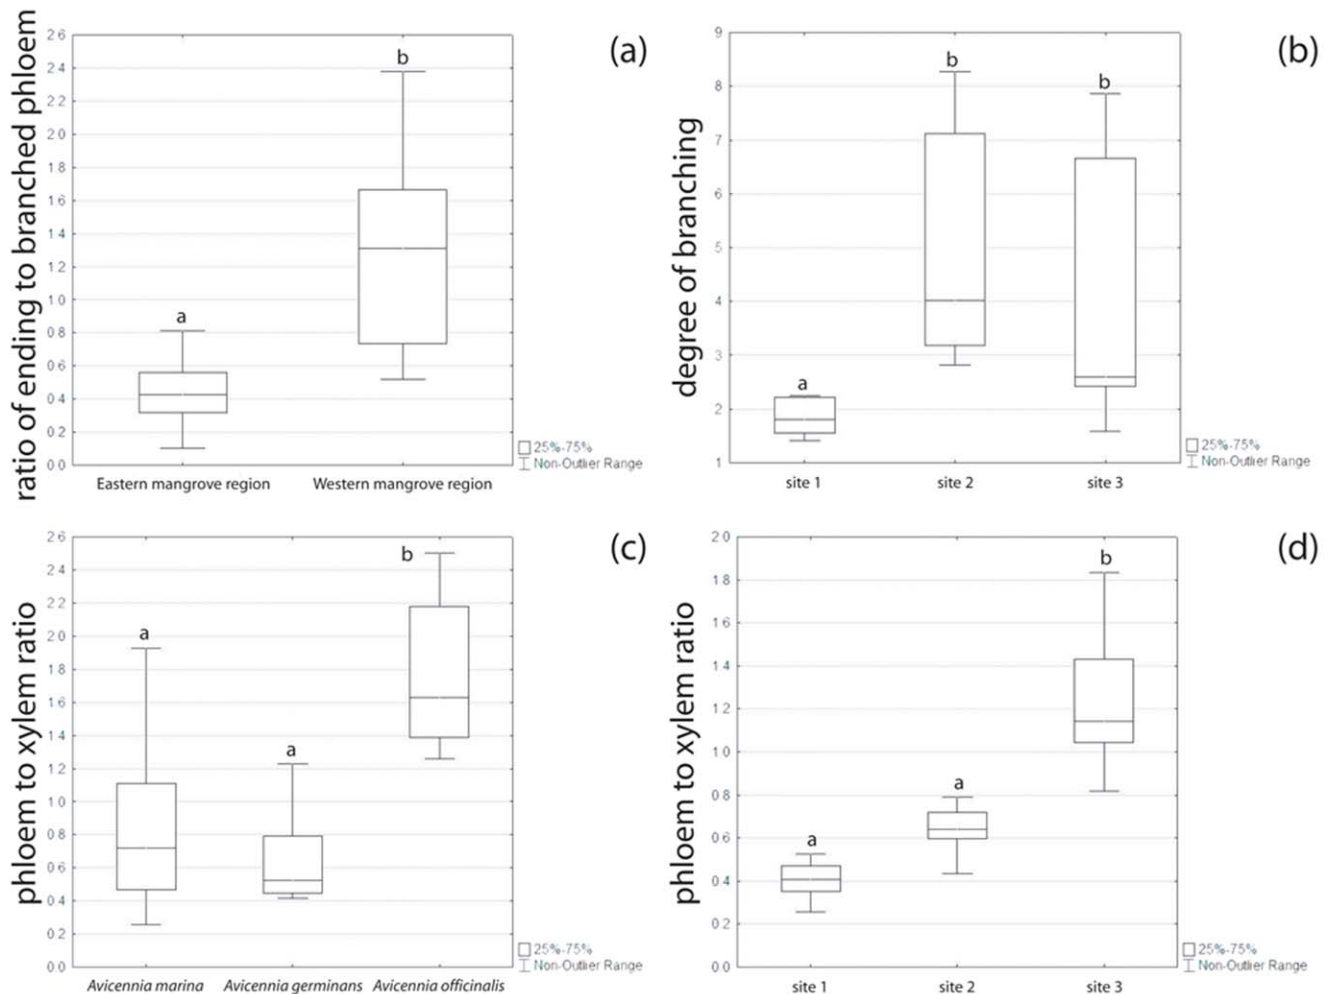 ratio of ending to branched phloem
2.6
2.4
2.2
2.0
1.8
1.6
1.4
1.2
1.0
0.8
0.6
0.4
0.2
0.0
a
b
(a)
Eastern mangrove region
Western mangrove region
25%-75%
Non-Outlier Range
degree of branching
9
8
7
6
5
4
3
2
1
a
b
b
(b)
site 1
site 2
site 3
25%-75%
Non-Outlier Range
phloem to xylem ratio
2.6
2.4
2.2
2.0
1.8
1.6
1.4
1.2
1.0
0.8
0.6
0.4
0.2
0.0
a
a
b
(c)
Avicennia marina
Avicennia germinans
Avicennia officinalis
25%-75%
Non-Outlier Range
phloem to xylem ratio
2.0
1.8
1.6
1.4
1.2
1.0
0.8
0.6
0.4
0.2
0.0
a
a
b
(d)
site 1
site 2
site 3
25%-75%
Non-Outlier Range